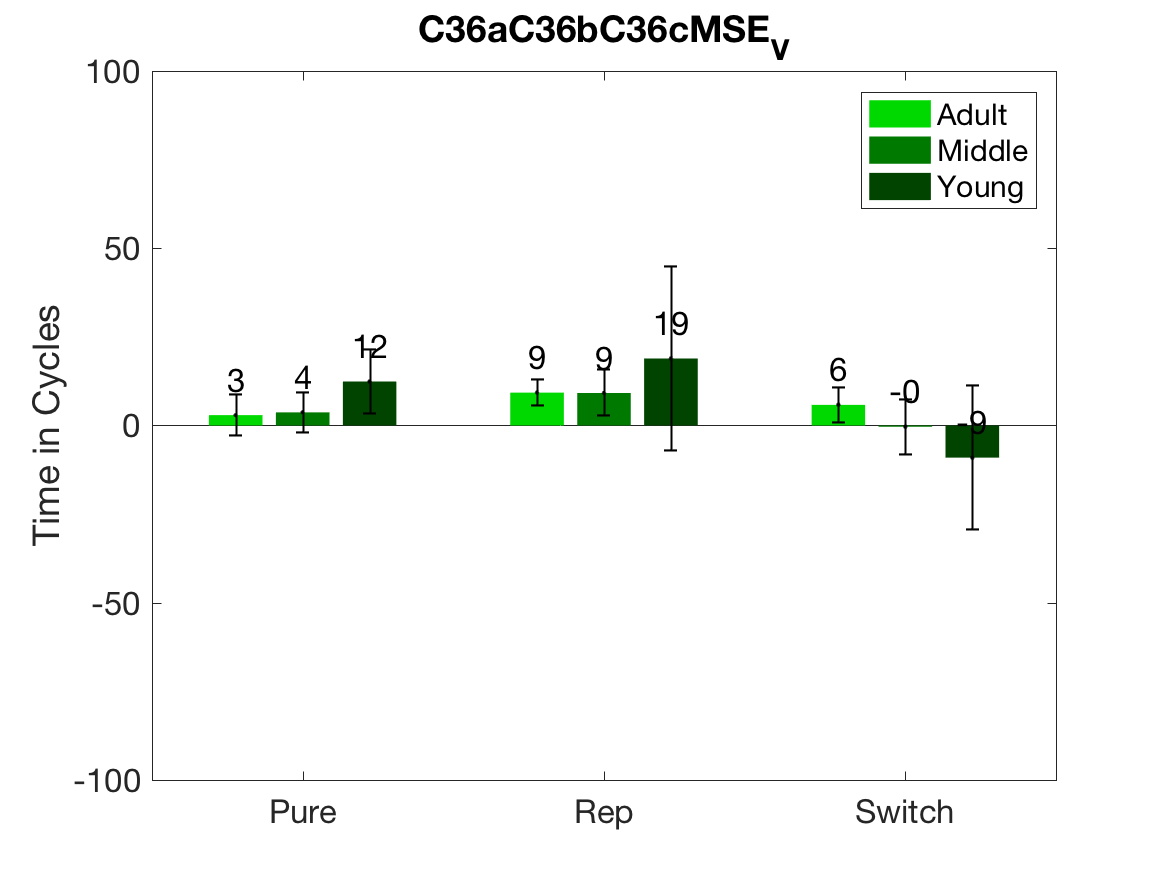 C36aC36bC36cMSE_V
100
50
0
-50
-100
Time in Cycles
Adult
Middle
Young
3
4
12
9
9
19
6
-0
-9
Pure
Rep
Switch